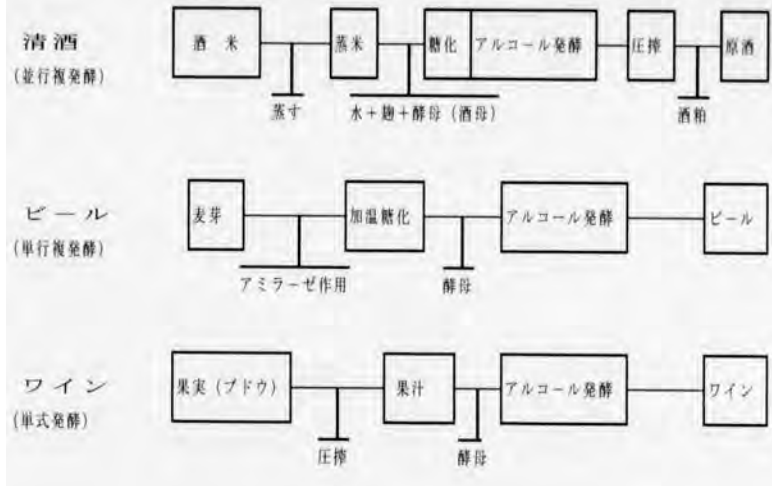 清酒
(並行複発酵)
酒米
蒸米
糖化
アルコール発酵
圧搾
原酒
蒸す
水＋麹＋酵母（酒母）
酒粕
ビール
(単行複発酵)
麦芽
加温糖化
アルコール発酵
ビール
アミラーゼ作用
酵母
ワイン
(単式発酵)
果実（ブドウ）
果汁
アルコール発酵
ワイン
圧搾
酵母